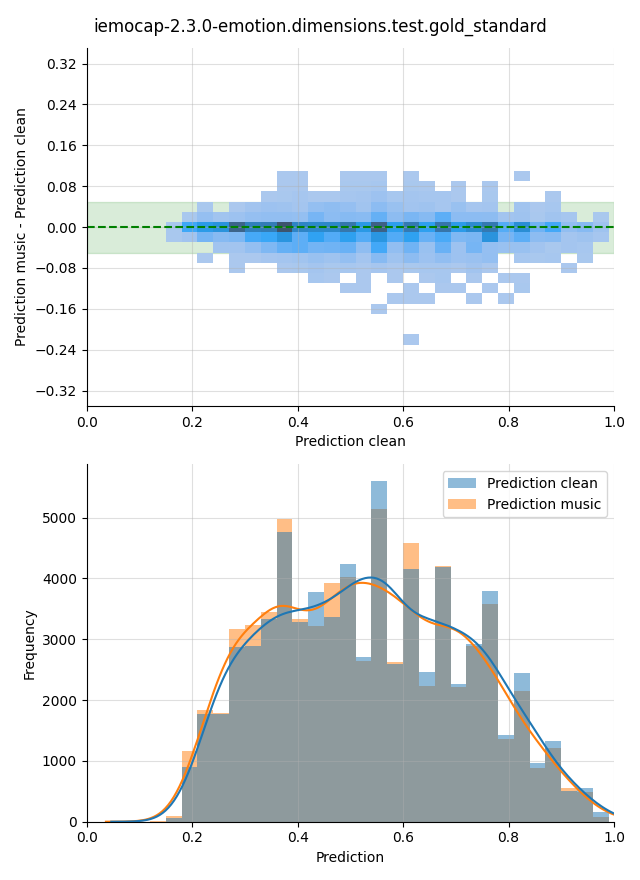 iemocap-2.3.0-emotion.dimensions.test.gold_standard
Prediction music - Prediction clean
0.32
0.24
0.16
0.08
0.00
−0.08
−0.16
−0.24
−0.32
0.0 0.2 0.4 0.6 0.8 1.0
Prediction clean
Frequency
5000
4000
3000
2000
1000
0
Prediction clean
Prediction music
0.0 0.2 0.4 0.6 0.8 1.0
Prediction